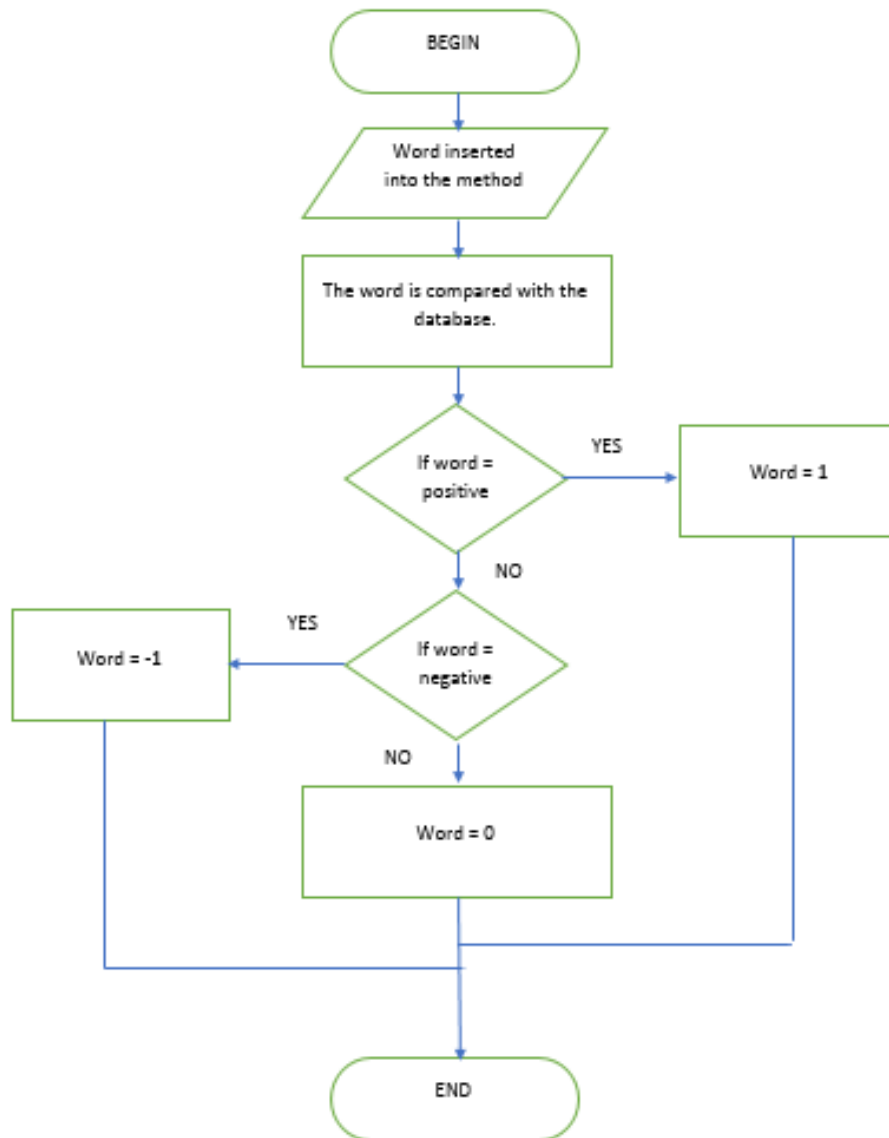 BEGIN
Word inserted
into the method
The word is compared with the
database.
If word =
positive
YES
Word = 1
NO
If word =
negative
YES
Word = -1
NO
Word = 0
END